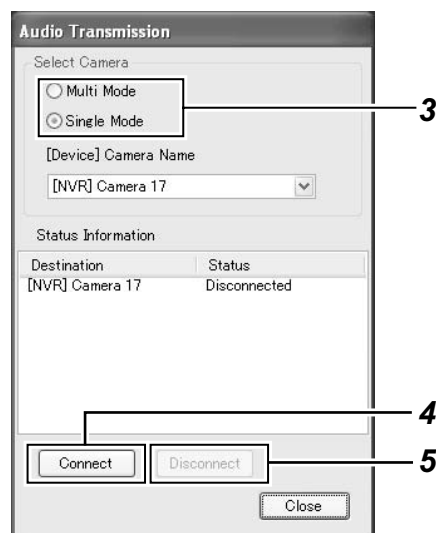 Audio Transmission
Select Camera
Multi Mode
Single Mode
3
[Device] Camera Name
[NVR] Camera 17
Status Information
Destination Status
[NVR] Camera 17 Disconnected
4
Connect Disconnect 5
Close